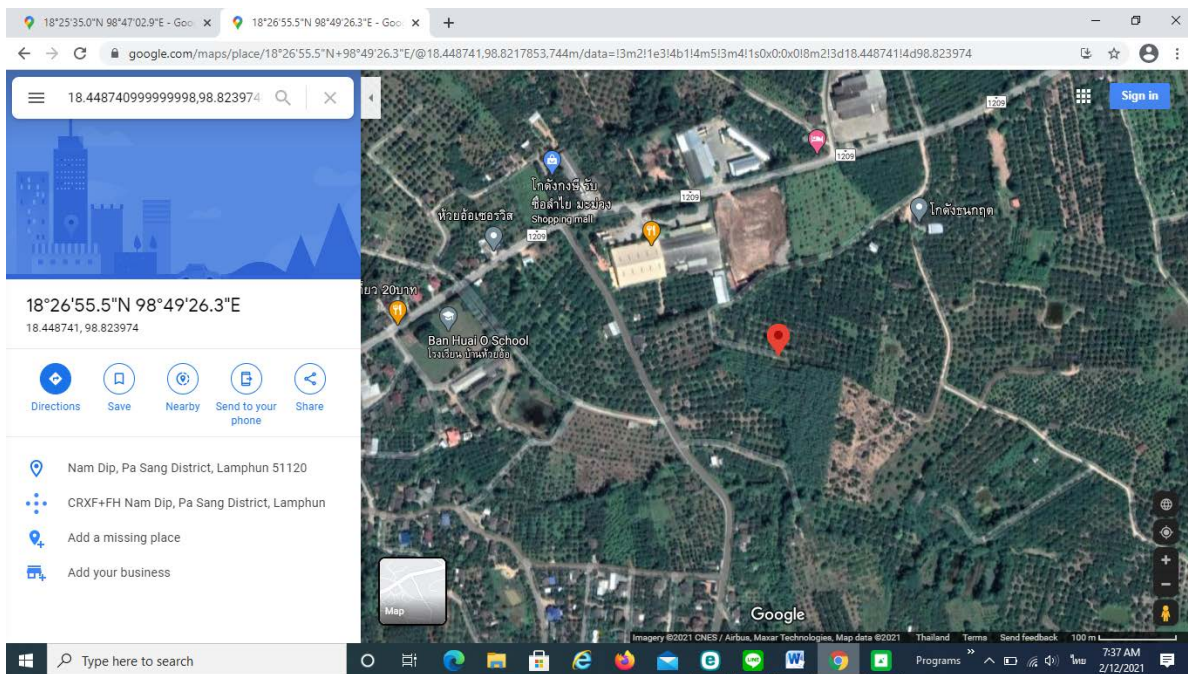 18°25'35.0"N 98°47'02.9"E - Goo
18°26'55.5"N 98°49'26.3"E - Goo
google.com/maps/place/18°26'55.5"N+98°49'26.3"E/@18.448741,98.8217853,744m/data=!3m2!1e3!4b1!4m5!3m4!1s0x0:0x0!8m2!3d18.448741!4d98.823974
18.448740999999998,98.823974
Sign in
1209
1209
1209
1209
โกดังกงษี รับ
ซื้อลำไย มะม่วง
Shopping mall
ห้วยอ้อเซอร์วิส
โกดังธนกฤต
20บาท
Ban Huai O School
โรงเรียน บ้านห้วยอ้อ
18°26'55.5"N 98°49'26.3"E
18.448741, 98.823974
Directions
Save
Nearby
Send to your
phone
Share
Nam Dip, Pa Sang District, Lamphun 51120
CRXF+FH Nam Dip, Pa Sang District, Lamphun
Add a missing place
Add your business
Map
Google
Imagery ©2021 CNES / Airbus, Maxar Technologies, Map data ©2021 Thailand Terms Send feedback 100 m
Type here to search
Programs
ไทย
7:37 AM
2/12/2021